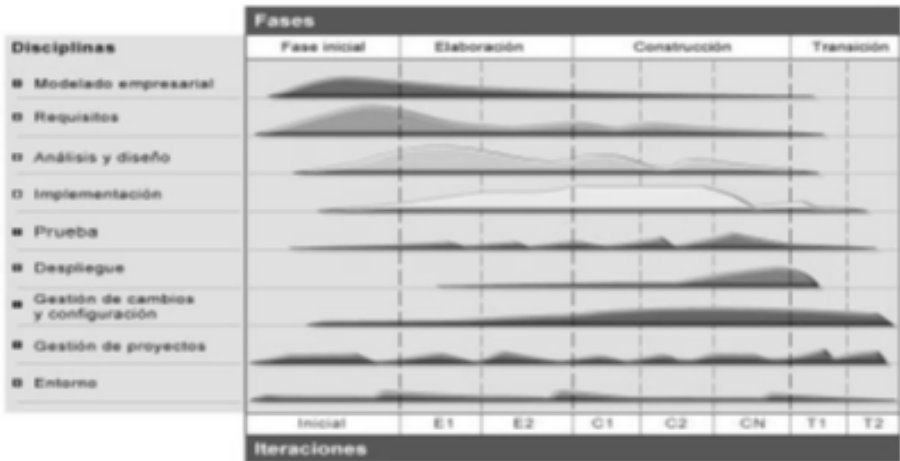 Fases
Disciplinas
Fase inicial Elaboración Construcción Transición
Modelado empresarial
Requisitos
Análisis y diseño
Implementación
Prueba
Despliegue
Gestión de cambios
y configuración
Gestión de proyectos
Entorno
Inicial E1 E2 C1 C2 CN T1 T2
Iteraciones